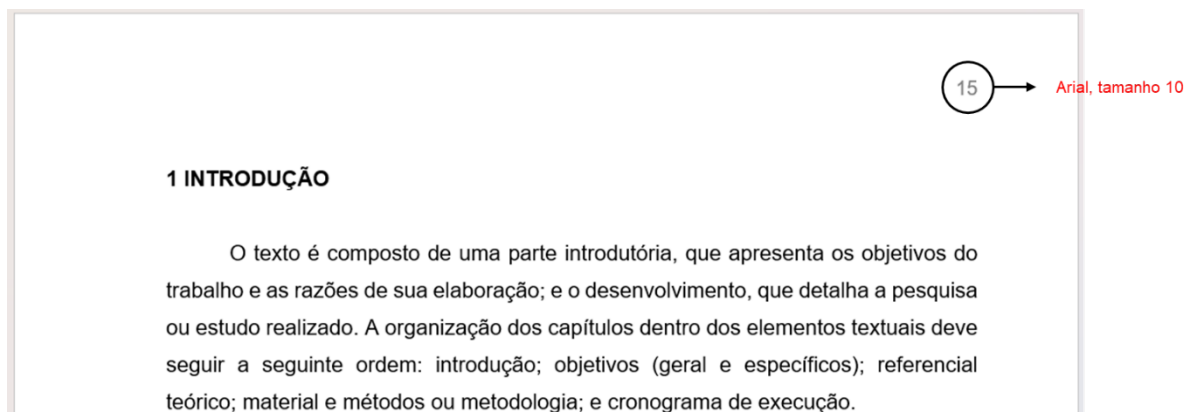 15
Arial, tamanho 10
1 INTRODUÇÃO
O texto é composto de uma parte introdutória, que apresenta os objetivos do
trabalho e as razões de sua elaboração; e o desenvolvimento, que detalha a pesquisa
ou estudo realizado. A organização dos capítulos dentro dos elementos textuais deve
seguir a seguinte ordem: introdução; objetivos (geral e específicos); referencial
teórico; material e métodos ou metodologia; e cronograma de execução.